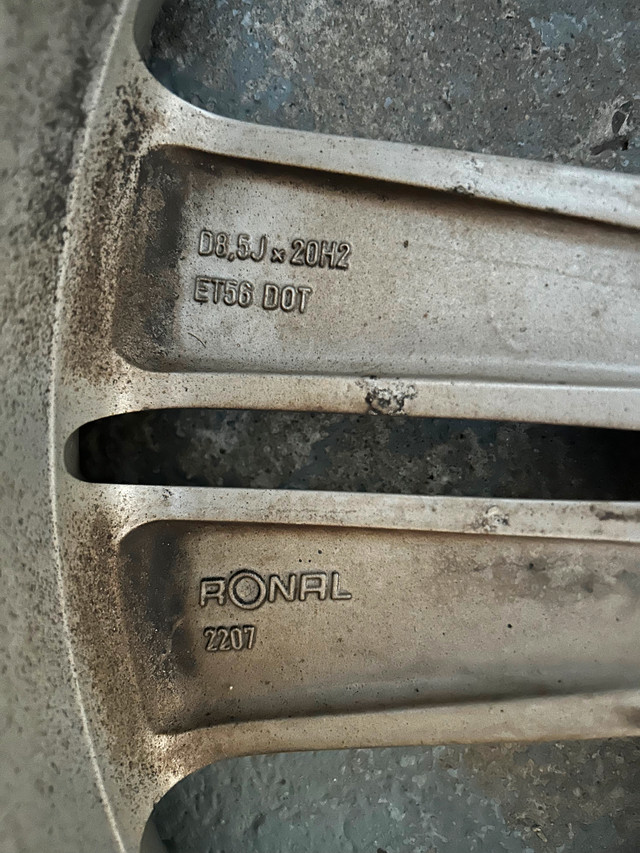 D8,5J x 20H2
ET56 DOT
RONAL
2207